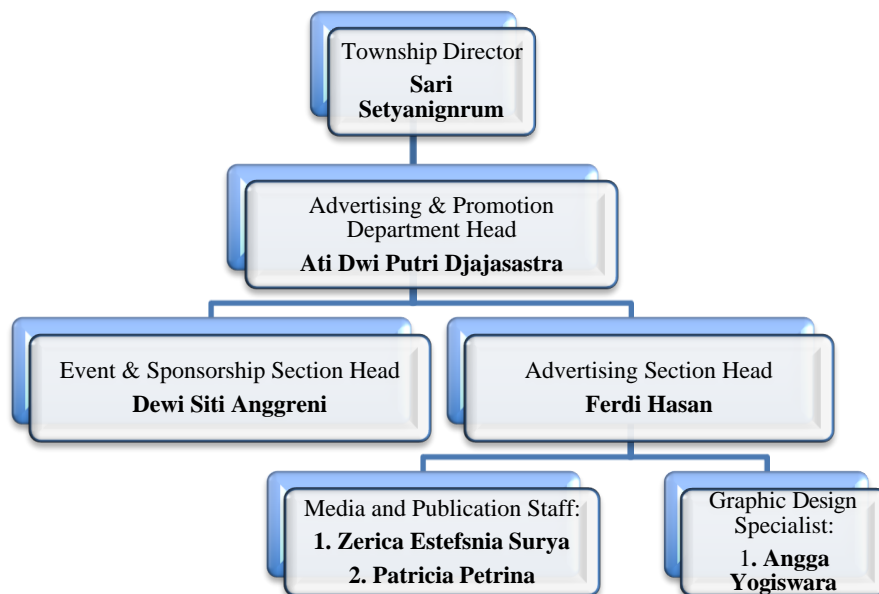 Township Director
Sari
Setyanignrum
Advertising & Promotion
Department Head
Ati Dwi Putri Djajasastra
Event & Sponsorship Section Head
Dewi Siti Anggreni
Advertising Section Head
Ferdi Hasan
Media and Publication Staff:
1. Zerica Estefsnia Surya
2. Patricia Petrina
Graphic Design
Specialist:
1. Angga
Yogiswara